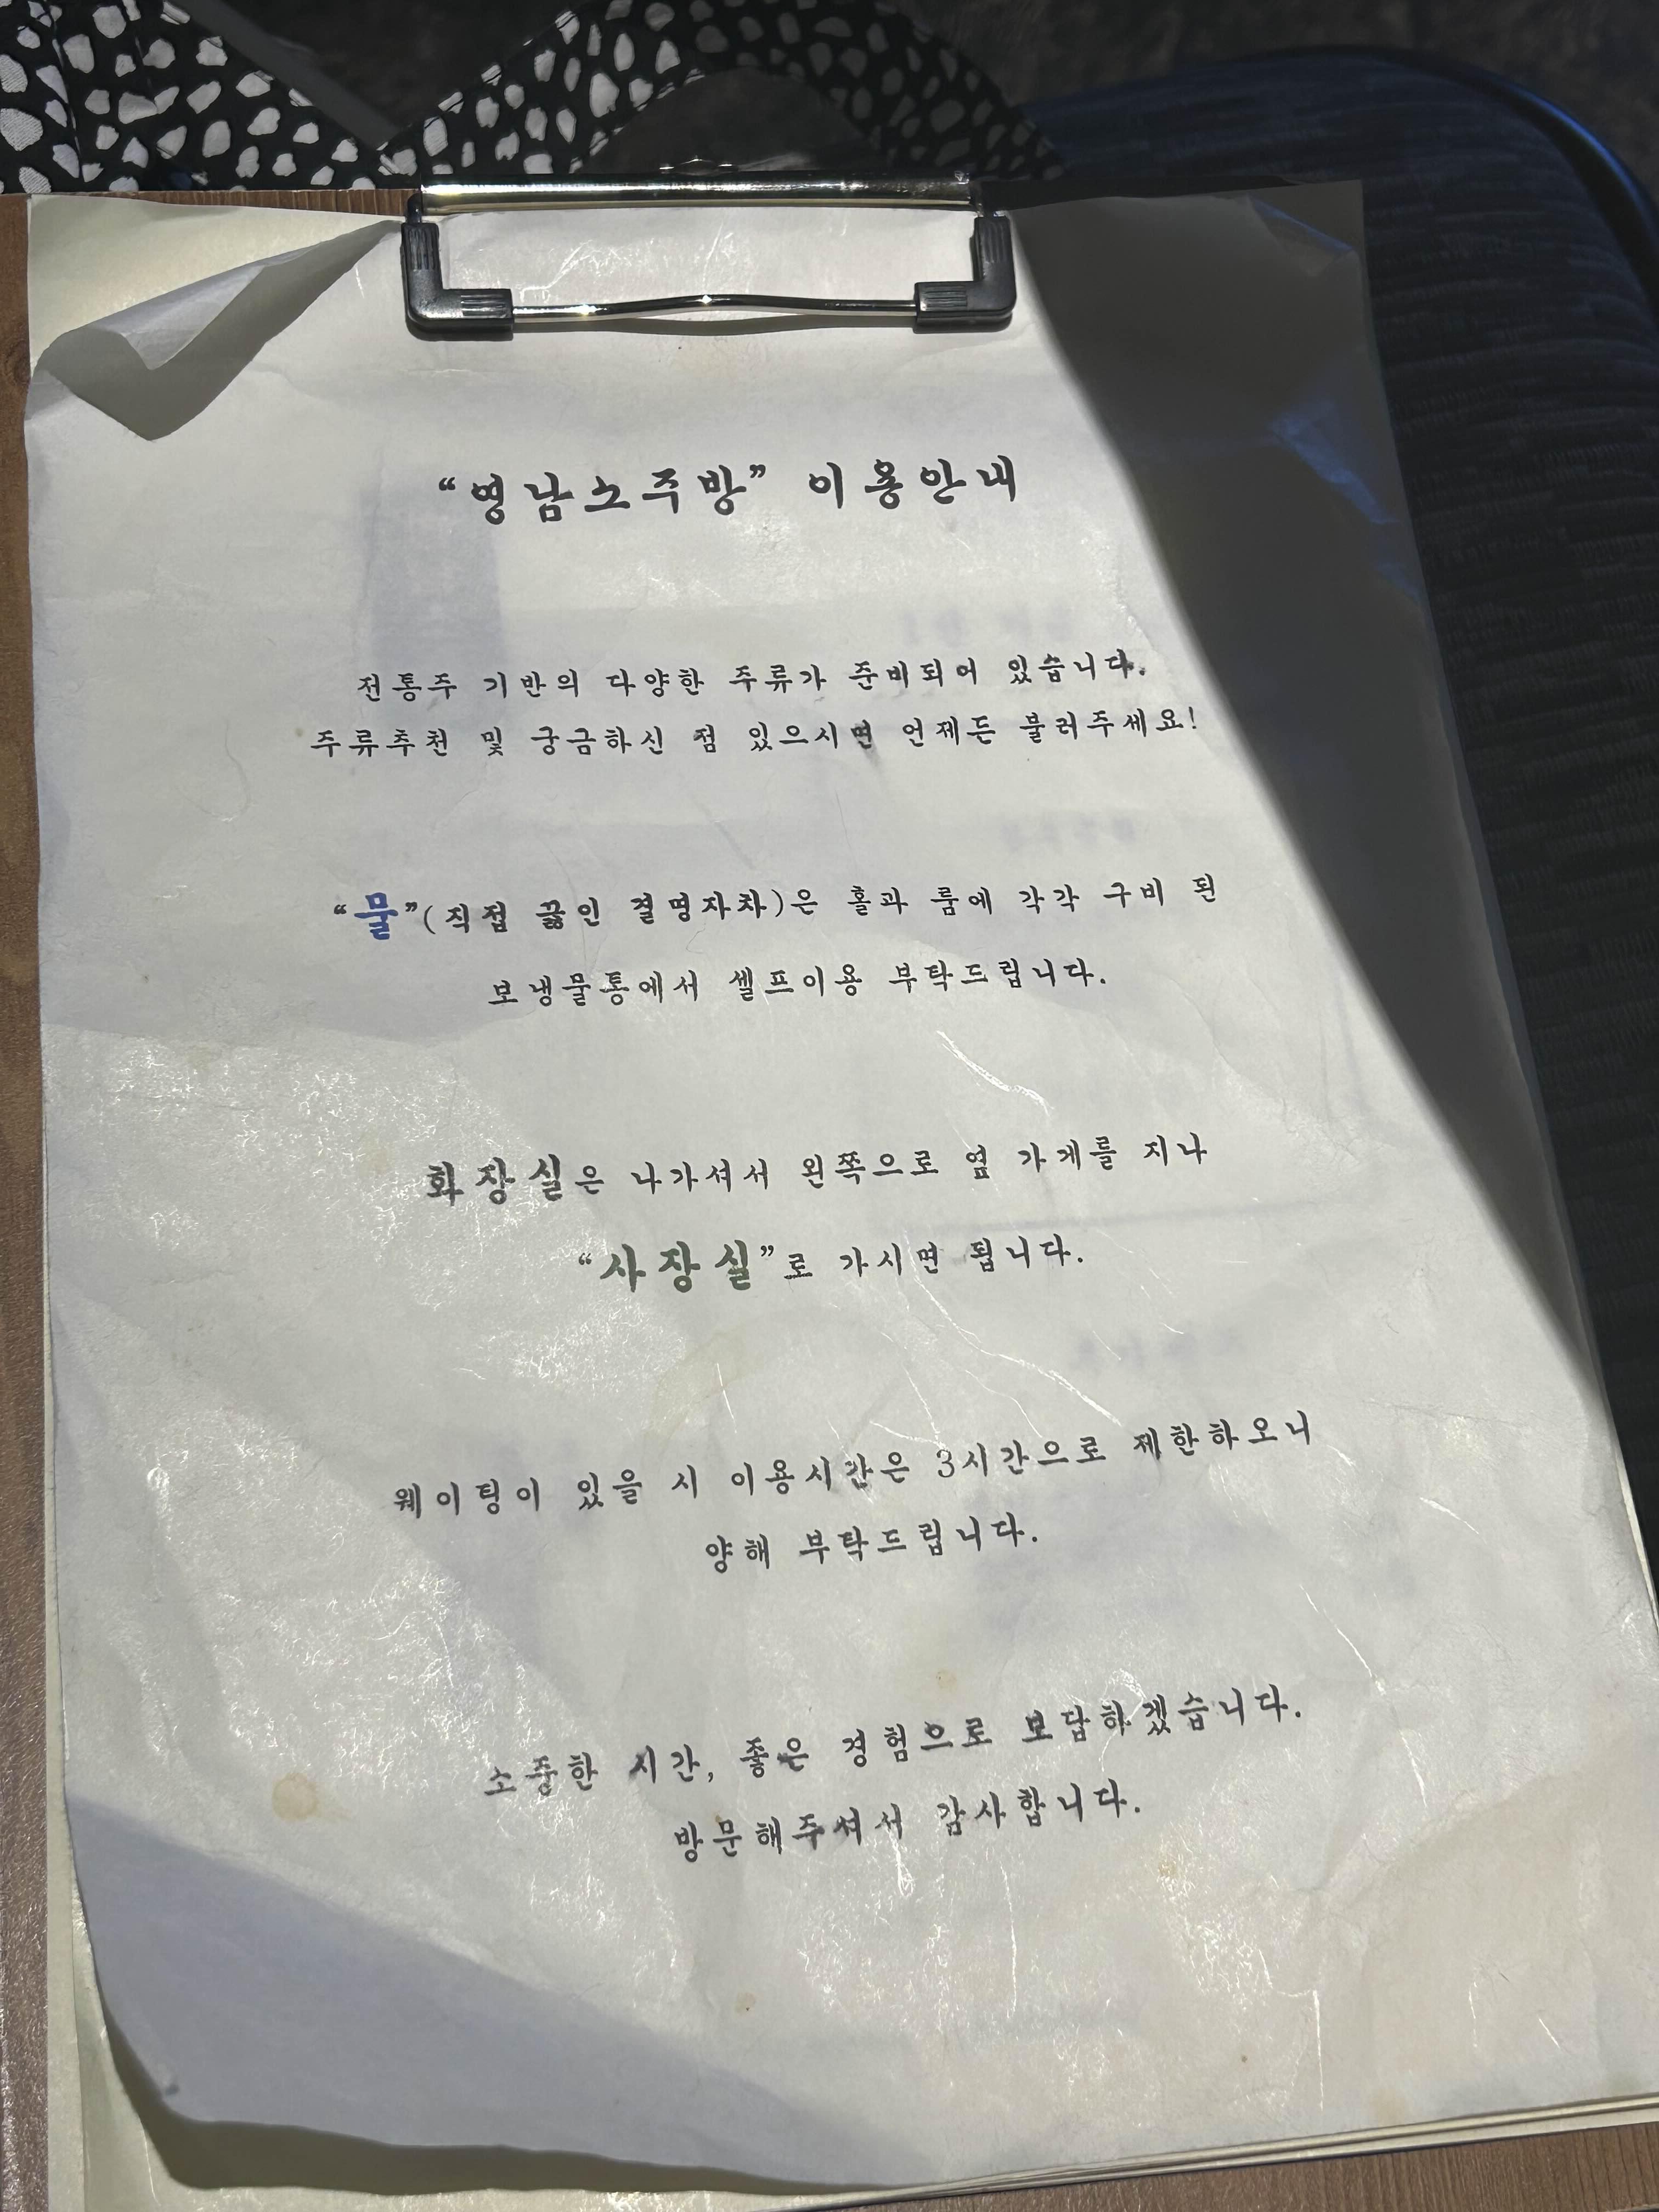 “영남소주방” 이용안내
전통주 기반의 다양한 주류가 준비되어 있습니다.
주류추천 및 궁금하신 점 있으시면 언제든 불러주세요!
“물”(직접 끓인 결명자차)은 홀과 룸에 각각 구비 된
보냉물통에서 셀프이용 부탁드립니다.
화장실은 나가셔서 왼쪽으로 옆 가게를 지나
“사장실”로 가시면 됩니다.
웨이팅이 있을 시 이용시간은 3시간으로 제한하오니
양해 부탁드립니다.
소중한 시간, 좋은 경험으로 보답하겠습니다.
방문해주셔서 감사합니다.